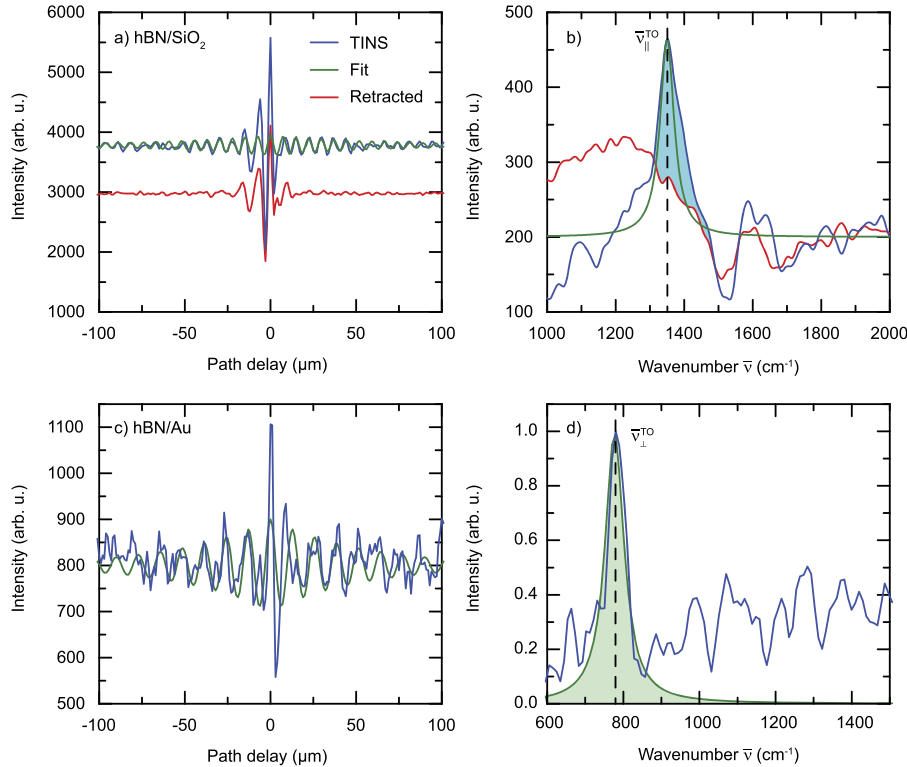 a) hBN/SiO₂
TINS
Fit
Retracted
Intensity (arb. u.)
6000
5000
4000
3000
2000
1000
-100
-50
0
50
100
Path delay (µm)
b)
ν̅∥ᵀᴼ
Intensity (arb. u.)
500
400
300
200
100
1000
1200
1400
1600
1800
2000
Wavenumber ν̅ (cm⁻¹)
c) hBN/Au
Intensity (arb. u.)
1100
1000
900
800
700
600
500
-100
-50
0
50
100
Path delay (µm)
d)
ν̅⊥ᵀᴼ
Intensity (arb. u.)
1.0
0.8
0.6
0.4
0.2
0.0
600
800
1000
1200
1400
Wavenumber ν̅ (cm⁻¹)